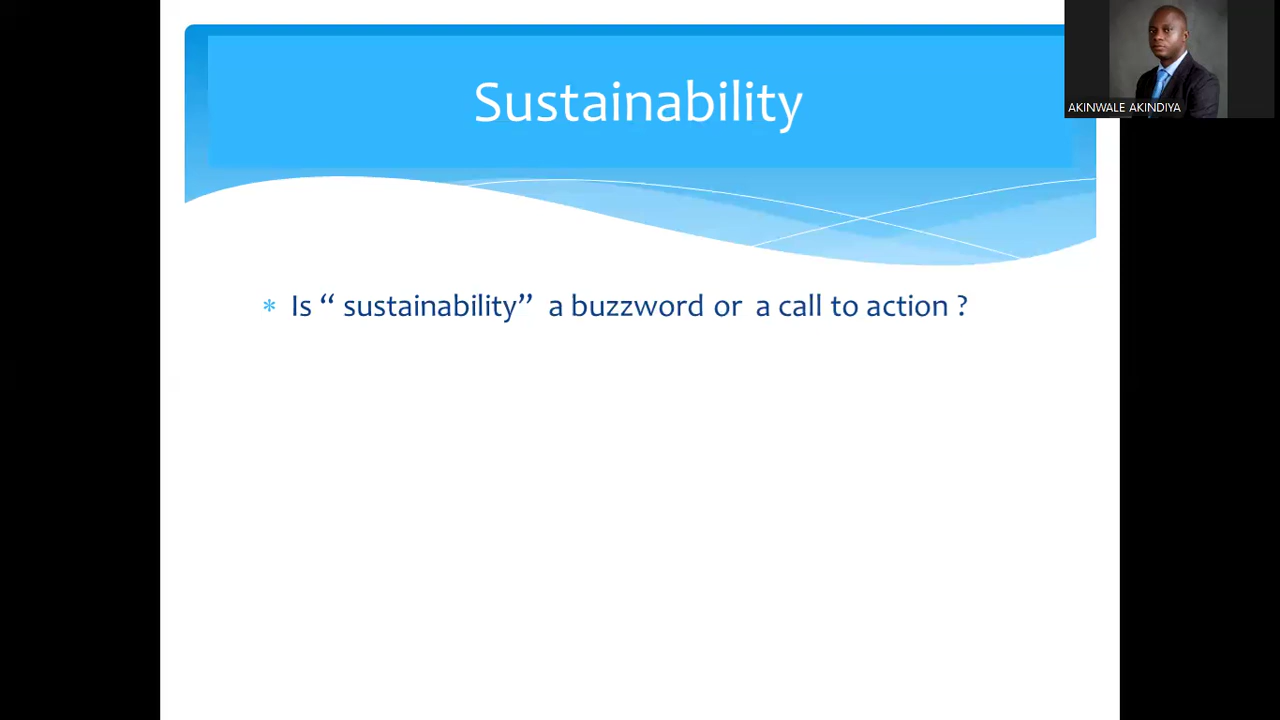 Sustainability
AKINWALE AKINDIYA
* Is “ sustainability” a buzzword or a call to action ?